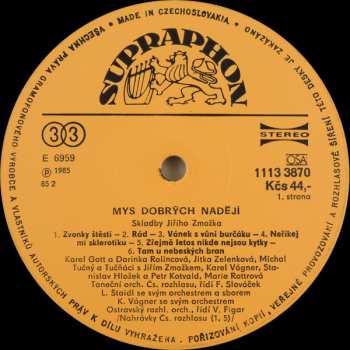 VŠECHNA PRÁVA GRAMOFONOVÉHO VÝROBCE A VLASTNÍKŮ AUTORSKÝCH PRÁV K DÍLU VYHRAŽENA. POŘIZOVÁNÍ KOPIÍ, VEŘEJNÉ PROVOZOVÁNÍ A ROZHLASOVÉ ŠÍŘENÍ TÉTO DESKY JE ZAKÁZÁNO
• MADE IN CZECHOSLOVAKIA •
SUPRAPHON
33
STEREO
E 6959
OSA
℗ 1985
1113 3870
85 2
Kčs 44,-
1. strana
MYS DOBRÝCH NADĚJÍ
Skladby Jiřího Zmožka
1. Zvonky štěstí – 2. Rád – 3. Vánek s vůní burčáku – 4. Neříkej
mi sklerotiku – 5. Zřejmě letos nikde nejsou kytky –
6. Tam u nebeských bran
Karel Gott a Darinka Rolincová, Jitka Zelenková, Michal
Tučný a Tučňáci s Jiřím Zmožkem, Karel Vágner, Sta-
nislav Hložek a Petr Kotvald, Marie Rottrová
Taneční orch. Čs. rozhlasu, řídí F. Slováček
L. Štaidl se svým orchestrem a sborem
K. Vágner se svým orchestrem
Ostravský rozhl. orch., řídí V. Figar
/Nahrávky Čs. rozhlasu (1, 5)/